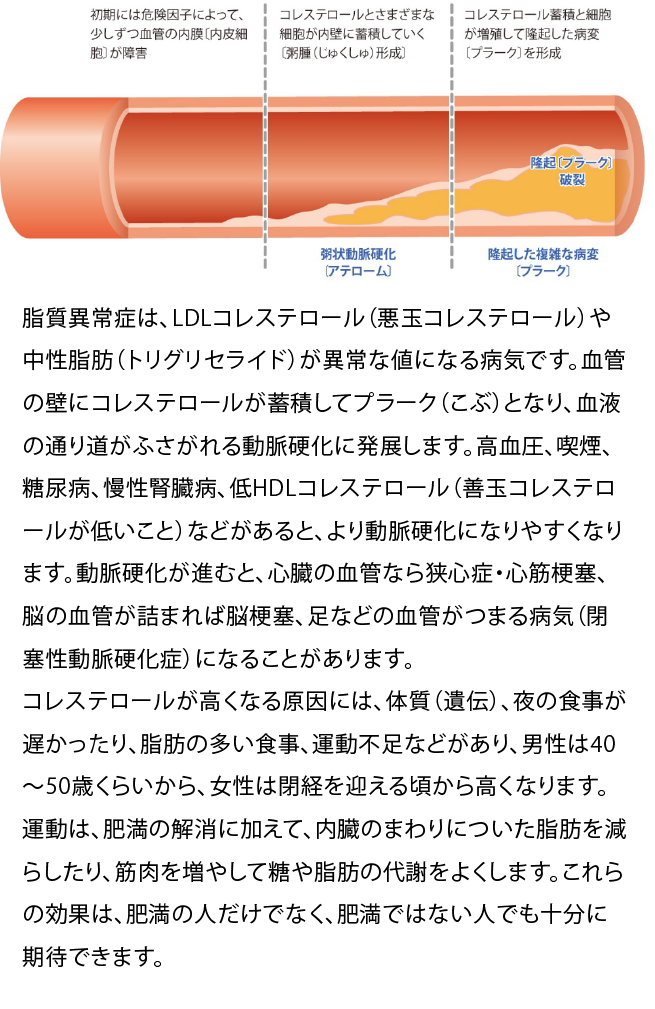 初期には危険因子によって、
少しずつ血管の内膜〔内皮細
胞〕が障害
コレステロールとさまざまな
細胞が内壁に蓄積していく
〔粥腫（じゅくしゅ）形成〕
コレステロール蓄積と細胞
が増殖して隆起した病変
〔プラーク〕を形成
隆起〔プラーク〕
破裂
粥状動脈硬化
〔アテローム〕
隆起した複雑な病変
〔プラーク〕
脂質異常症は、LDLコレステロール（悪玉コレステロール）や
中性脂肪（トリグリセライド）が異常な値になる病気です。血管
の壁にコレステロールが蓄積してプラーク（こぶ）となり、血液
の通り道がふさがれる動脈硬化に発展します。高血圧、喫煙、
糖尿病、慢性腎臓病、低HDLコレステロール（善玉コレステロ
ールが低いこと）などがあると、より動脈硬化になりやすくなり
ます。動脈硬化が進むと、心臓の血管なら狭心症・心筋梗塞、
脳の血管が詰まれば脳梗塞、足などの血管がつまる病気（閉
塞性動脈硬化症）になることがあります。
コレステロールが高くなる原因には、体質（遺伝）、夜の食事が
遅かったり、脂肪の多い食事、運動不足などがあり、男性は40
～50歳くらいから、女性は閉経を迎える頃から高くなります。
運動は、肥満の解消に加えて、内臓のまわりについた脂肪を減
らしたり、筋肉を増やして糖や脂肪の代謝をよくします。これら
の効果は、肥満の人だけでなく、肥満ではない人でも十分に
期待できます。